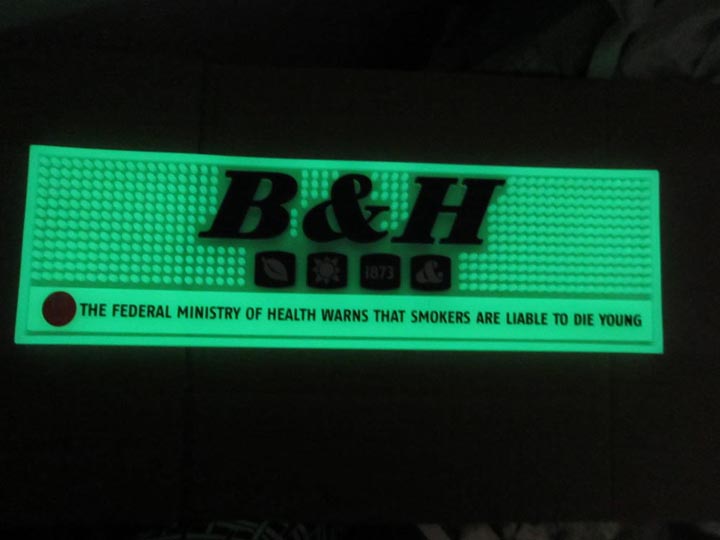 B&H
1873 &
THE FEDERAL MINISTRY OF HEALTH WARNS THAT SMOKERS ARE LIABLE TO DIE YOUNG